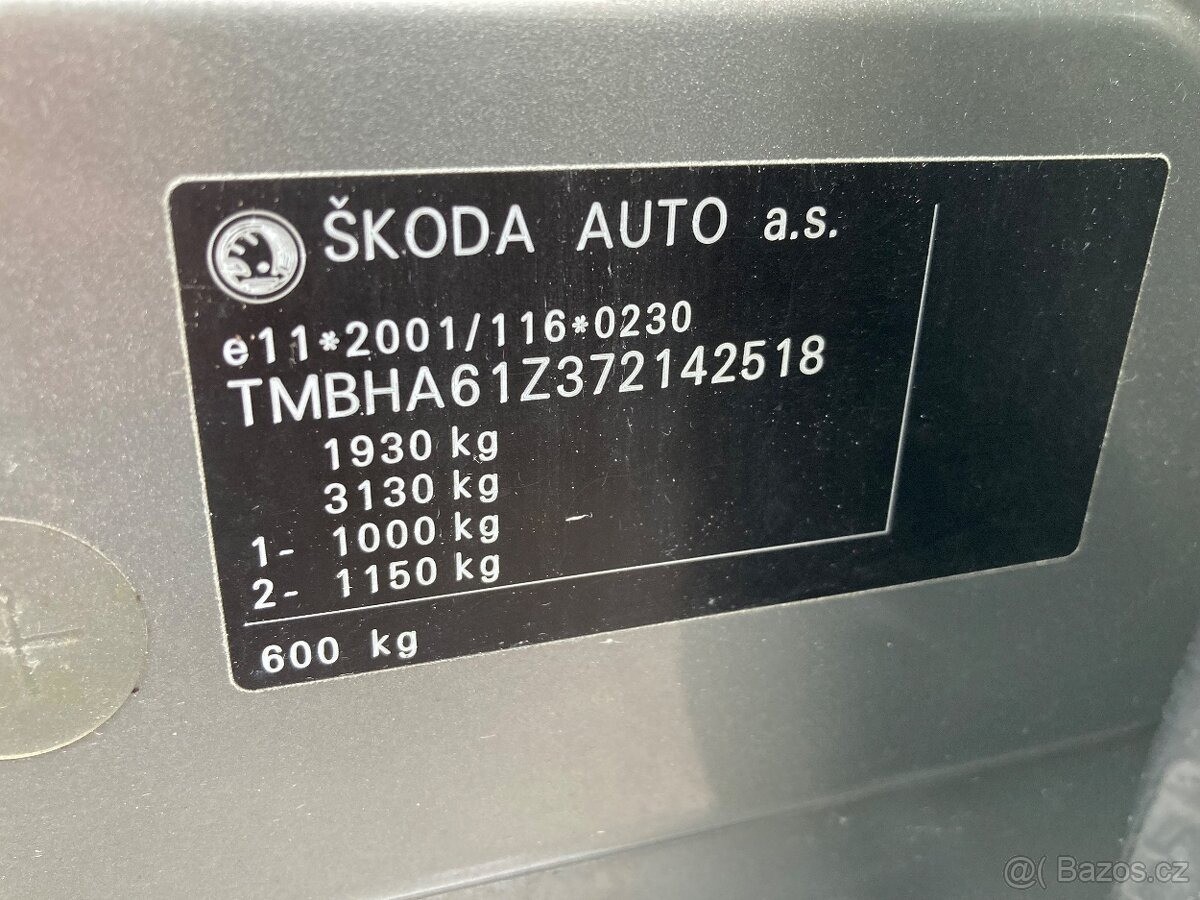 ŠKODA AUTO a.s.
e11*2001/116*0230
TMBHA61Z372142518
1930 kg
3130 kg
1- 1000 kg
2- 1150 kg
600 kg
@( Bazos.cz